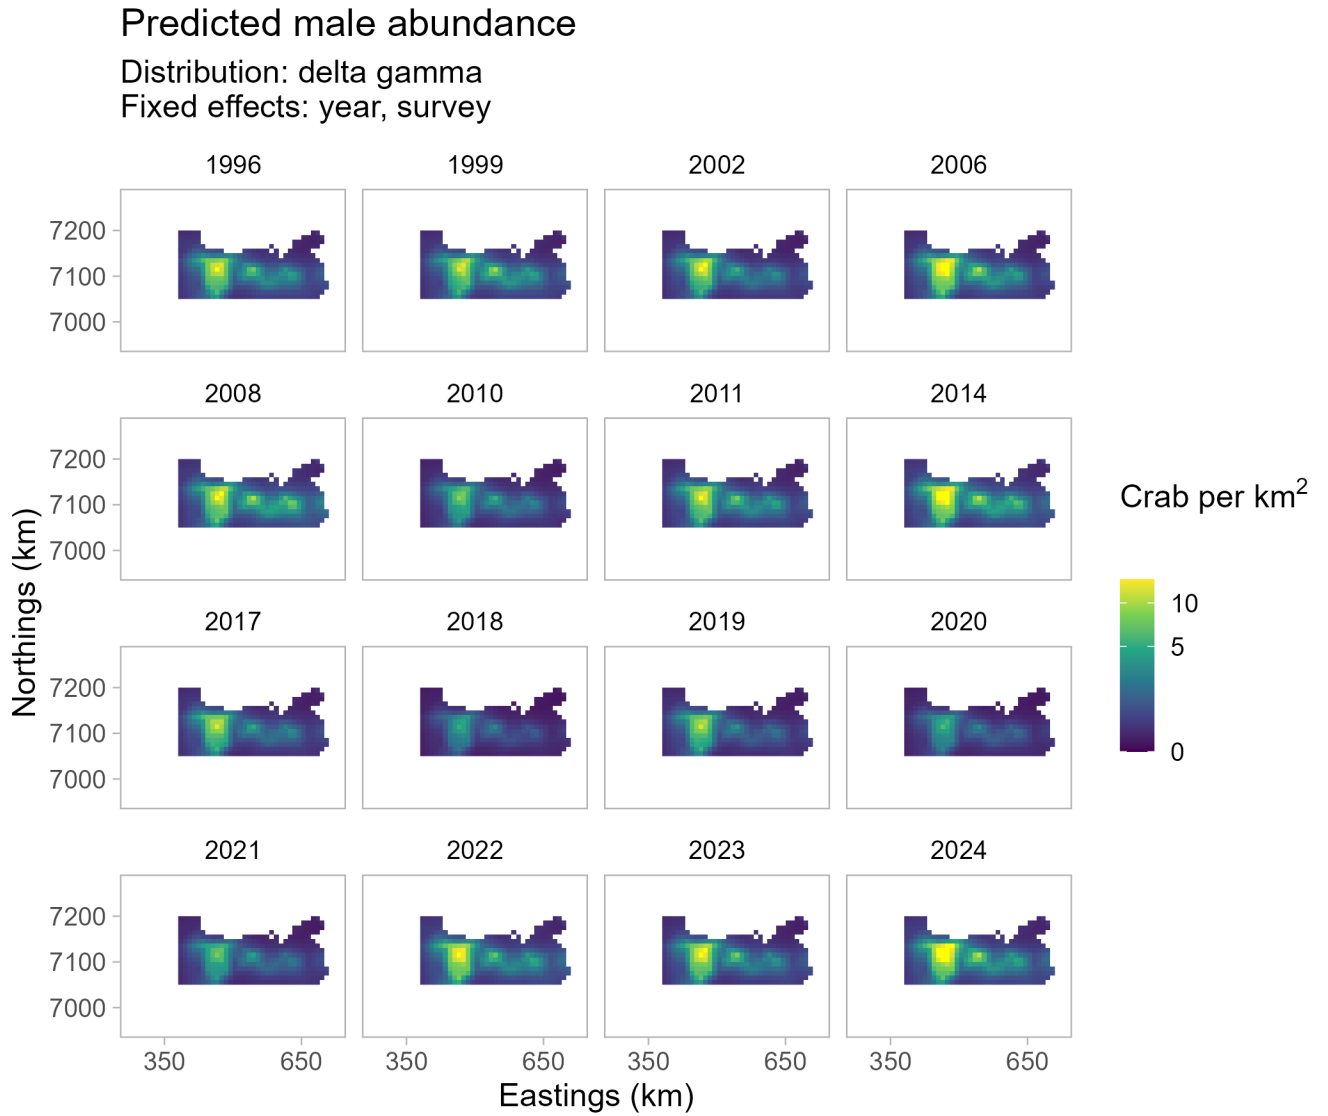 Predicted male abundance
Distribution: delta gamma
Fixed effects: year, survey
1996 1999 2002 2006
7200
7100
7000
2008 2010 2011 2014
7200
7100
7000
2017 2018 2019 2020
7200
7100
7000
2021 2022 2023 2024
7200
7100
7000
350 650 350 650 350 650 350 650
Eastings (km)
Northings (km)
Crab per km²
10
5
0